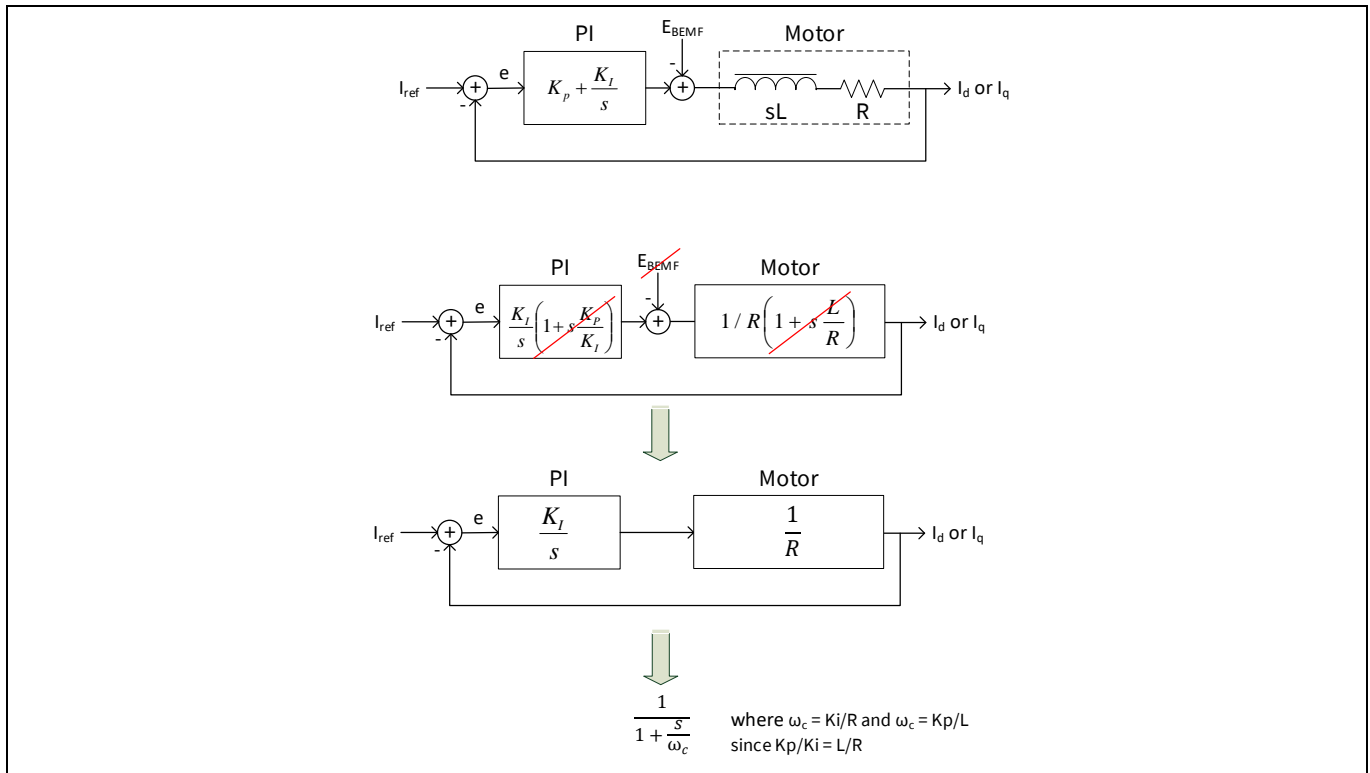 PI
E_BEMF
Motor
I_ref
+
-
e
K_p + K_I/s
-
+
sL
R
I_d or I_q
PI
E_BEMF
Motor
I_ref
+
-
e
K_I/s (1 + s K_P/K_I)
-
+
1 / R (1 + s L/R)
I_d or I_q
PI
Motor
I_ref
+
-
e
K_I/s
1/R
I_d or I_q
1/(1 + s/ω_c)
where ω_c = Ki/R and ω_c = Kp/L
since Kp/Ki = L/R